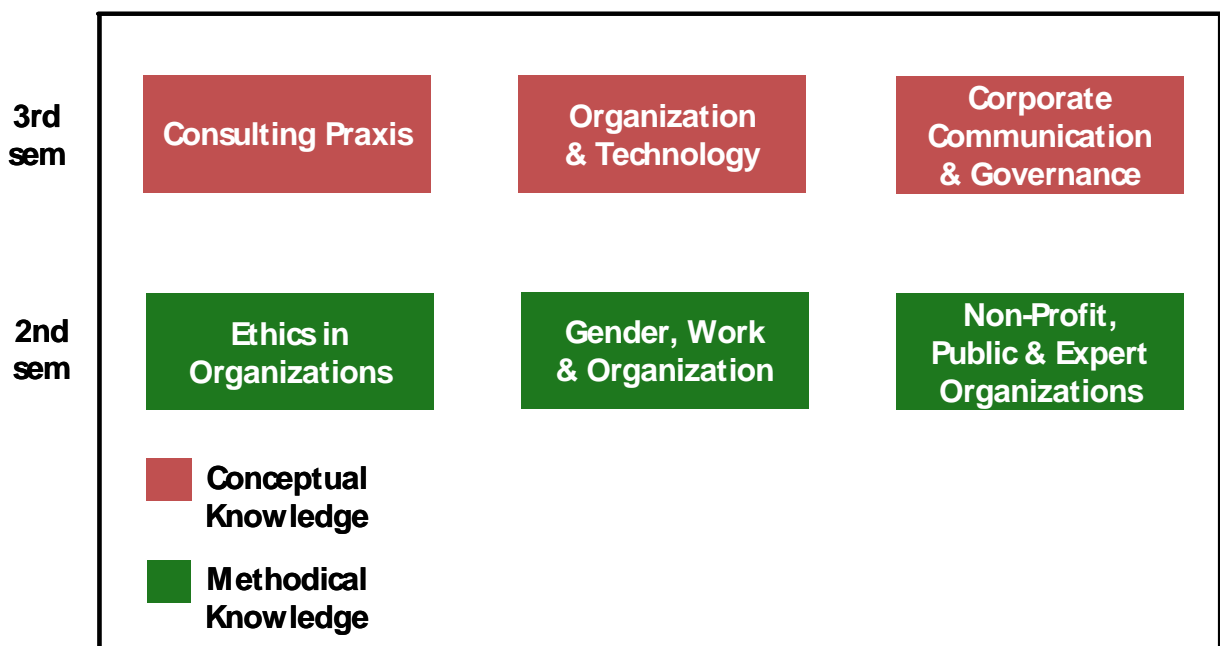 3rd
sem
Consulting Praxis
Organization
& Technology
Corporate
Communication
& Governance
2nd
sem
Ethics in
Organizations
Gender, Work
& Organization
Non-Profit,
Public & Expert
Organizations
Conceptual
Knowledge
Methodical
Knowledge